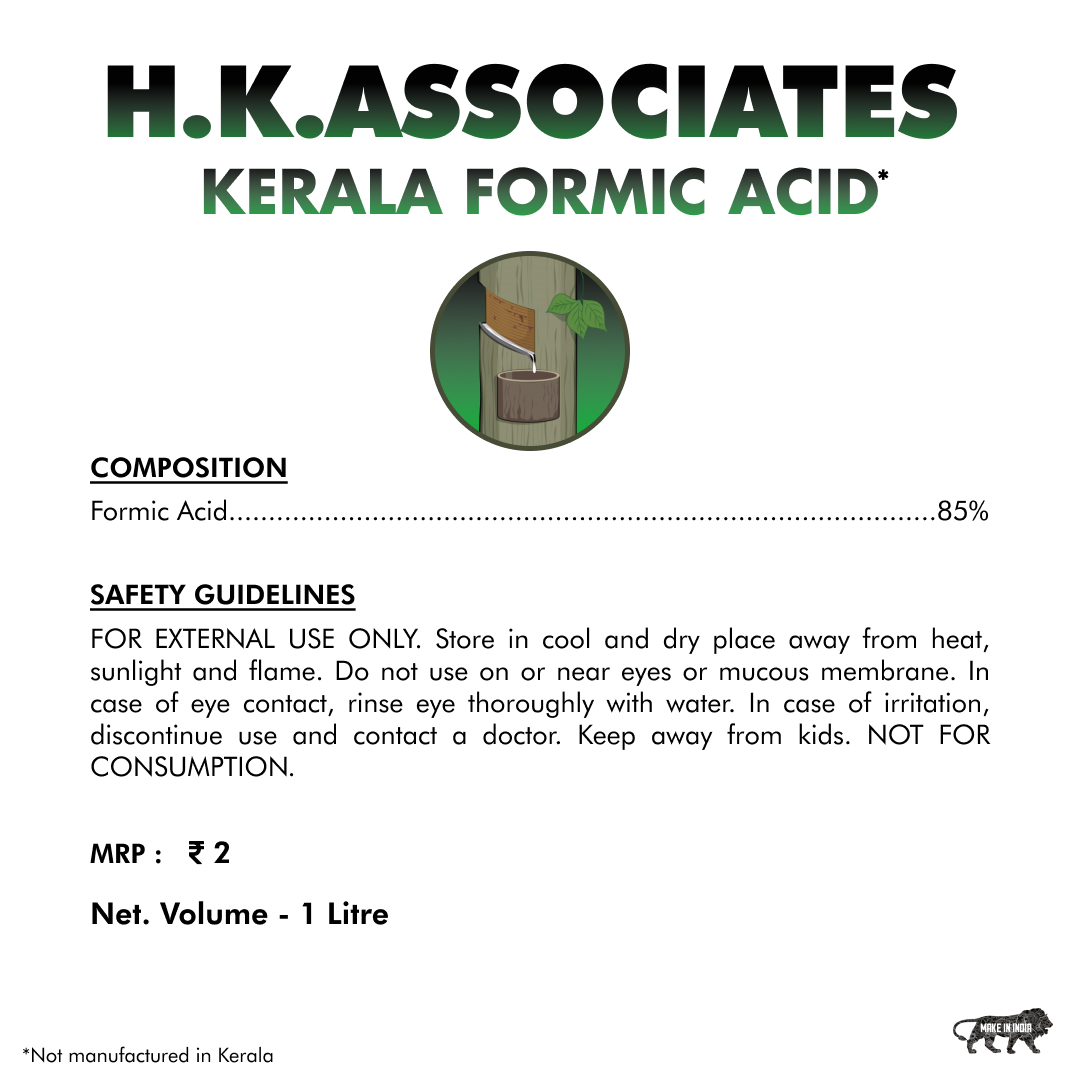 H.K.ASSOCIATES
KERALA FORMIC ACID*
COMPOSITION
Formic Acid..........................................................................................85%
SAFETY GUIDELINES
FOR EXTERNAL USE ONLY. Store in cool and dry place away from heat,
sunlight and flame. Do not use on or near eyes or mucous membrane. In
case of eye contact, rinse eye thoroughly with water. In case of irritation,
discontinue use and contact a doctor. Keep away from kids. NOT FOR
CONSUMPTION.
MRP : ₹ 2
Net. Volume - 1 Litre
MAKE IN INDIA
*Not manufactured in Kerala